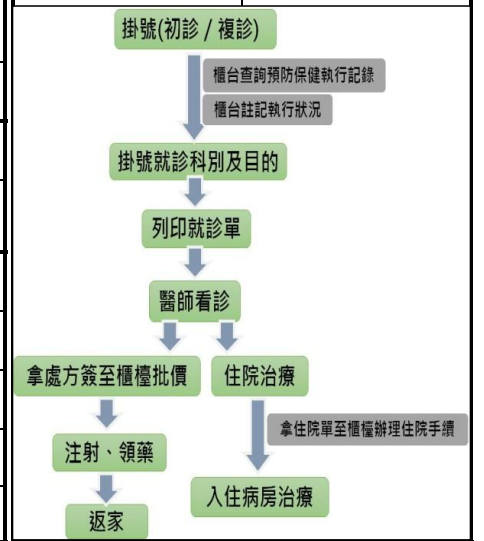 掛號(初診 / 複診)
櫃台查詢預防保健執行記錄
櫃台註記執行狀況
掛號就診科別及目的
列印就診單
醫師看診
拿處方簽至櫃檯批價
住院治療
拿住院單至櫃檯辦理住院手續
注射、領藥
入住病房治療
返家